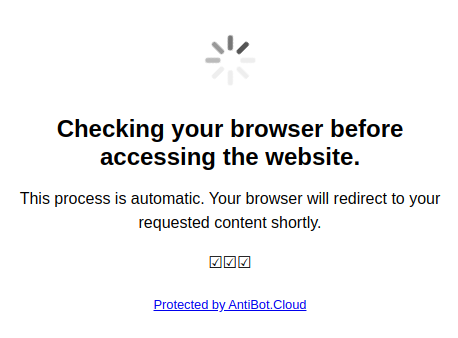 Checking your browser before
accessing the website.
This process is automatic. Your browser will redirect to your
requested content shortly.
☑☑☑
Protected by AntiBot.Cloud